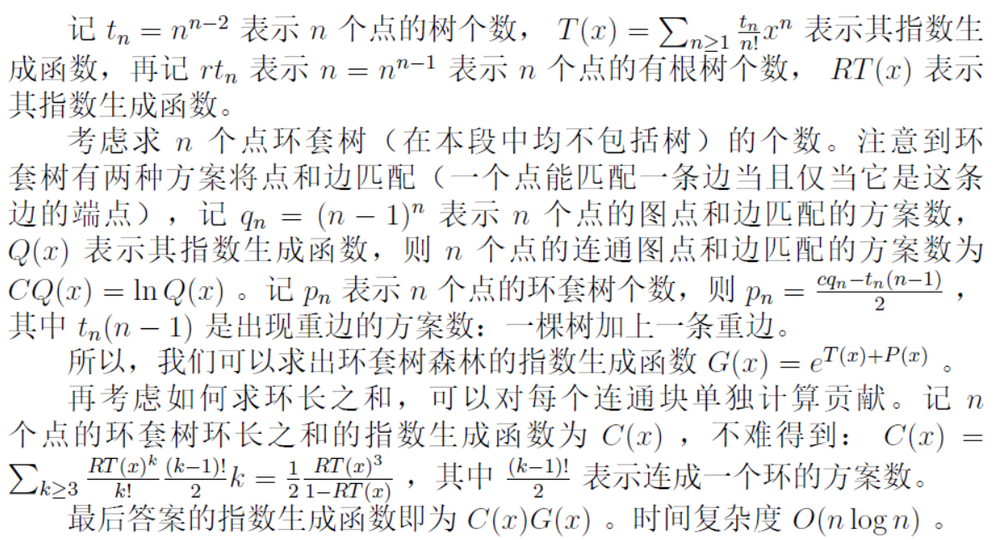 记 tₙ = nⁿ⁻² 表示 n 个点的树个数， T(x) = ∑ₙ≥₁ \frac{tₙ}{n!}xⁿ 表示其指数生
成函数，再记 rtₙ 表示 n = nⁿ⁻¹ 表示 n 个点的有根树个数， RT(x) 表示
其指数生成函数。
考虑求 n 个点环套树（在本段中均不包括树）的个数。注意到环
套树有两种方案将点和边匹配（一个点能匹配一条边当且仅当它是这条
边的端点），记 qₙ = (n − 1)ⁿ 表示 n 个点的图点和边匹配的方案数，
Q(x) 表示其指数生成函数，则 n 个点的连通图点和边匹配的方案数为
CQ(x) = ln Q(x) 。记 pₙ 表示 n 个点的环套树个数，则 pₙ = \frac{cqₙ−tₙ(n−1)}{2} ，
其中 tₙ(n − 1) 是出现重边的方案数：一棵树加上一条重边。
所以，我们可以求出环套树森林的指数生成函数 G(x) = e^{T(x)+P(x)} 。
再考虑如何求环长之和，可以对每个连通块单独计算贡献。记 n
个点的环套树环长之和的指数生成函数为 C(x) ，不难得到： C(x) =
∑_{k≥3} \frac{RT(x)^k}{k!} \frac{(k−1)!}{2} k = \frac{1}{2} \frac{RT(x)^3}{1−RT(x)} ，其中 \frac{(k−1)!}{2} 表示连成一个环的方案数。
最后答案的指数生成函数即为 C(x)G(x) 。时间复杂度 O(n log n) 。